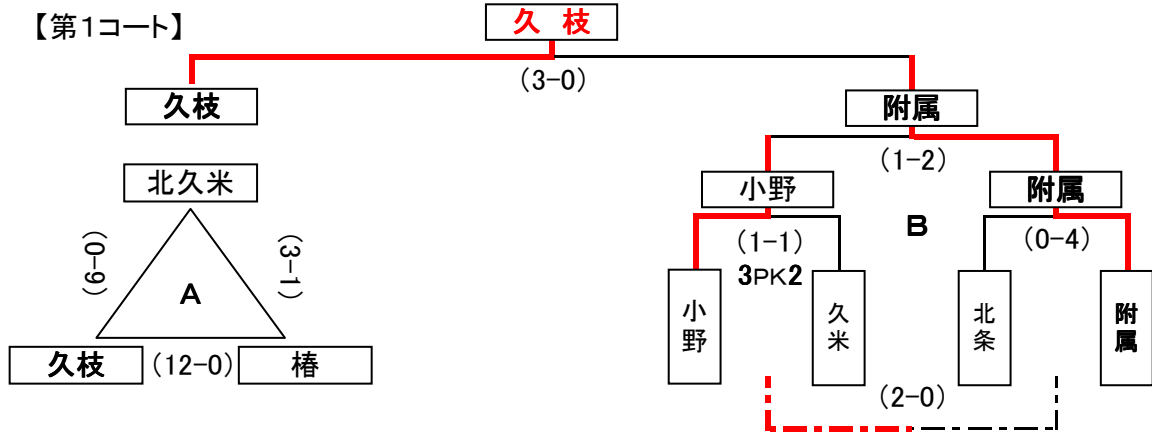 【第1コート】
久 枝
(3-0)
久枝
附属
(1-2)
北久米
小野
附属
(0-9)
(3-1)
A
B
(1-1)
3PK2
(0-4)
小野
久米
北条
附属
久枝
(12-0)
椿
(2-0)